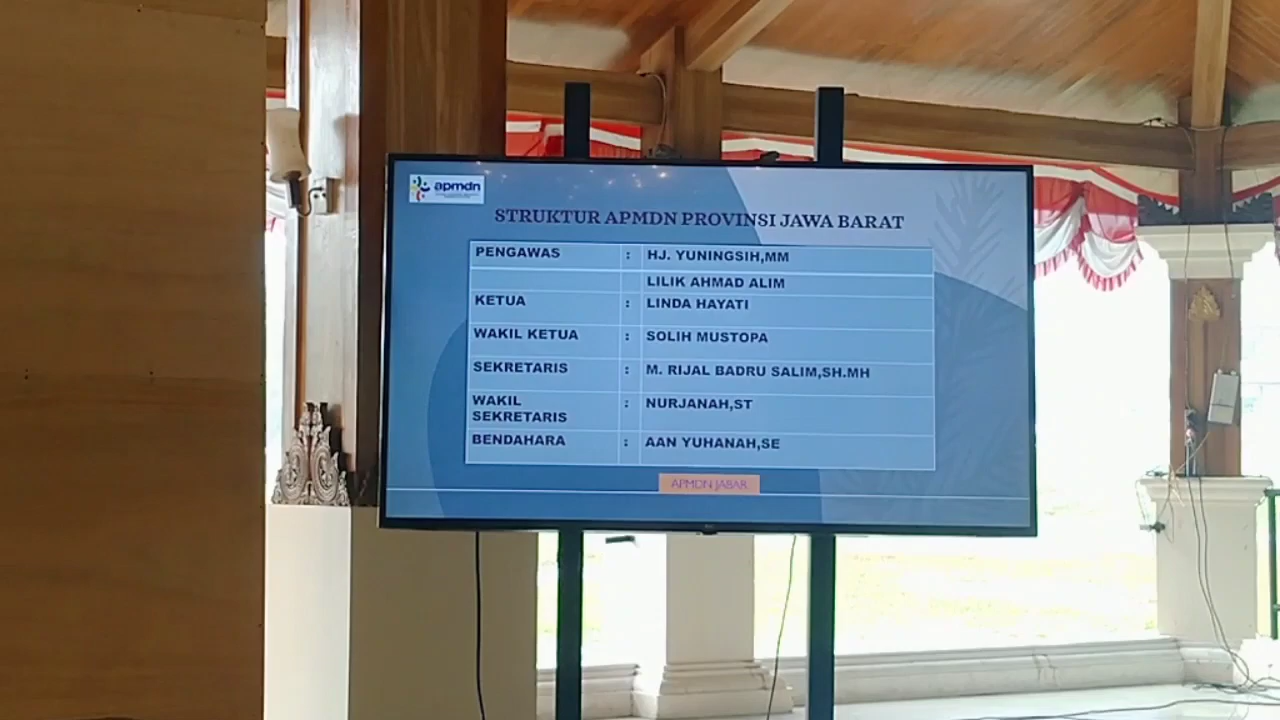 apmdn
STRUKTUR APMDN PROVINSI JAWA BARAT
PENGAWAS : HJ. YUNINGSIH,MM
LILIK AHMAD ALIM
KETUA : LINDA HAYATI
WAKIL KETUA : SOLIH MUSTOPA
SEKRETARIS : M. RIJAL BADRU SALIM,SH.MH
WAKIL
SEKRETARIS : NURJANAH,ST
BENDAHARA : AAN YUHANAH,SE
APMDN JABAR